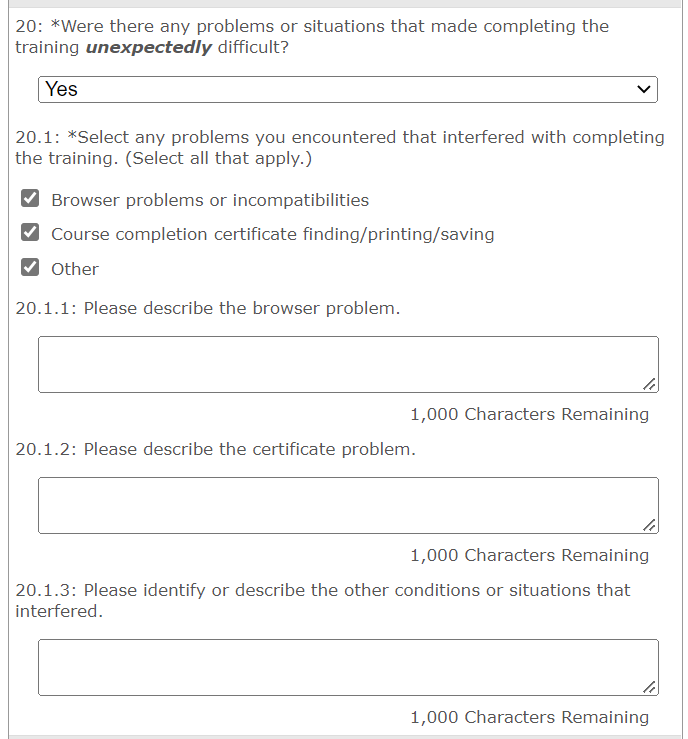 20: *Were there any problems or situations that made completing the
training unexpectedly difficult?
Yes
20.1: *Select any problems you encountered that interfered with completing
the training. (Select all that apply.)
Browser problems or incompatibilities
Course completion certificate finding/printing/saving
Other
20.1.1: Please describe the browser problem.
1,000 Characters Remaining
20.1.2: Please describe the certificate problem.
1,000 Characters Remaining
20.1.3: Please identify or describe the other conditions or situations that
interfered.
1,000 Characters Remaining